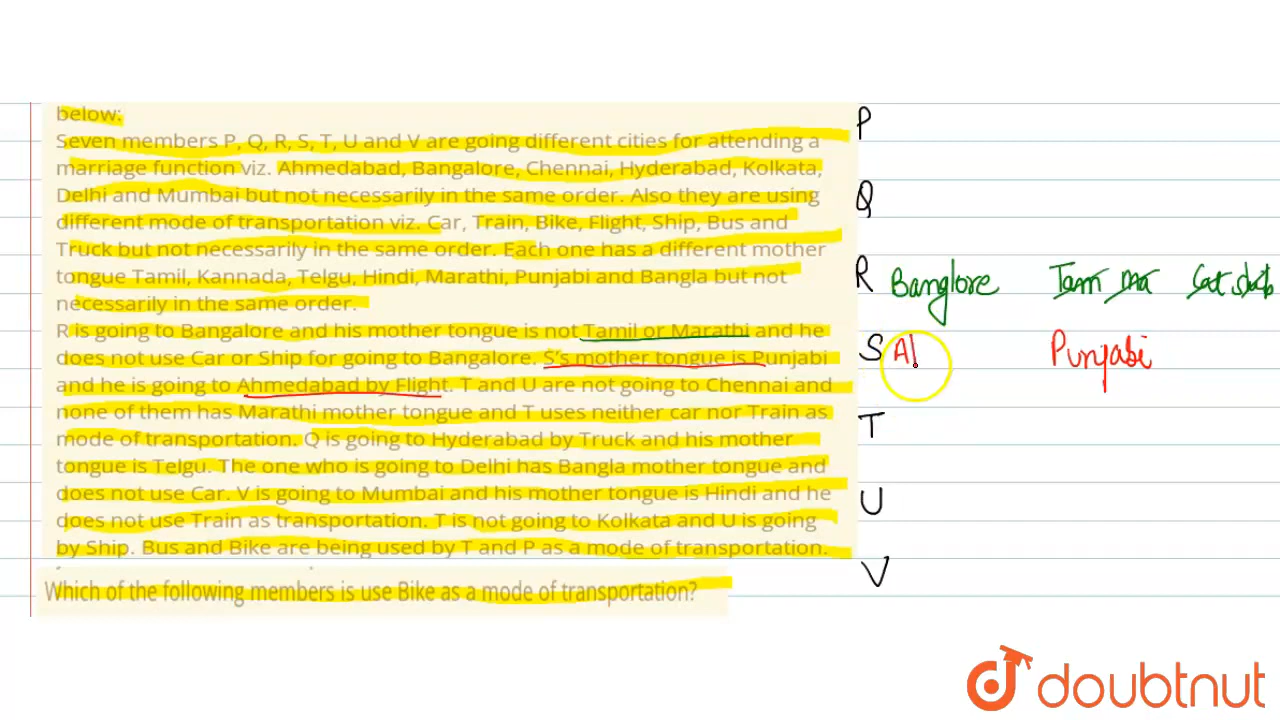 below:
Seven members P, Q, R, S, T, U and V are going different cities for attending a
marriage function viz. Ahmedabad, Bangalore, Chennai, Hyderabad, Kolkata,
Delhi and Mumbai but not necessarily in the same order. Also they are using
different mode of transportation viz. Car, Train, Bike, Flight, Ship, Bus and
Truck but not necessarily in the same order. Each one has a different mother
tongue Tamil, Kannada, Telgu, Hindi, Marathi, Punjabi and Bangla but not
necessarily in the same order.
R is going to Bangalore and his mother tongue is not Tamil or Marathi and he
does not use Car or Ship for going to Bangalore. S's mother tongue is Punjabi
and he is going to Ahmedabad by Flight. T and U are not going to Chennai and
none of them has Marathi mother tongue and T uses neither car nor Train as
mode of transportation. Q is going to Hyderabad by Truck and his mother
tongue is Telgu. The one who is going to Delhi has Bangla mother tongue and
does not use Car. V is going to Mumbai and his mother tongue is Hindi and he
does not use Train as transportation. T is not going to Kolkata and U is going
by Ship. Bus and Bike are being used by T and P as a mode of transportation.
Which of the following members is use Bike as a mode of transportation?
P
Q
R Banglore Tam Ma
S Al Punjabi
T
U
V
doubtnut